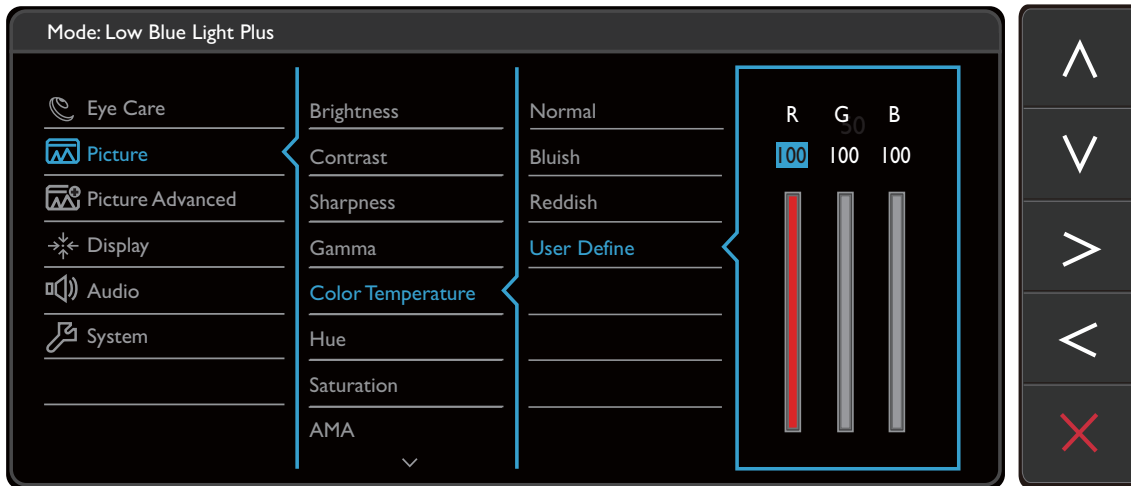 Mode: Low Blue Light Plus
Eye Care
Picture
Picture Advanced
Display
Audio
System
Brightness
Contrast
Sharpness
Gamma
Color Temperature
Hue
Saturation
AMA
Normal
Bluish
Reddish
User Define
R G B
50
100 100 100